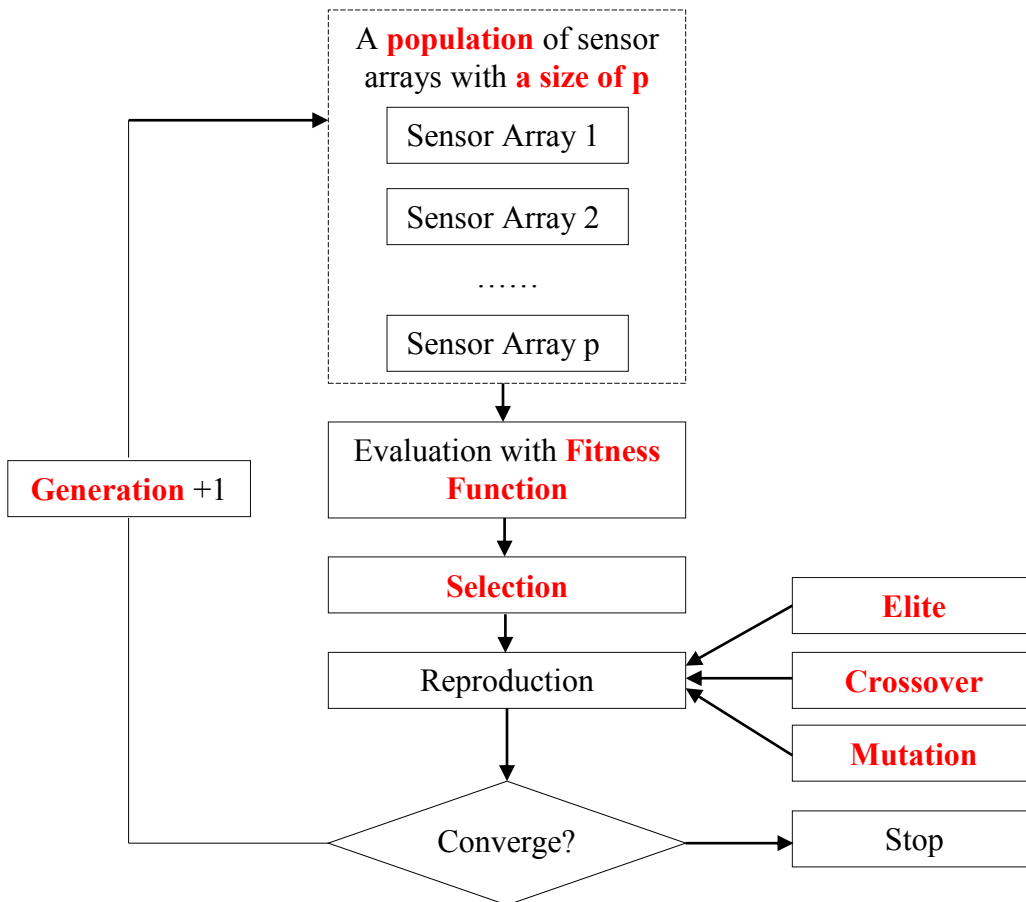 A population of sensor
arrays with a size of p
Sensor Array 1
Sensor Array 2
......
Sensor Array p
Evaluation with Fitness
Function
Generation +1
Selection
Elite
Reproduction
Crossover
Mutation
Converge?
Stop